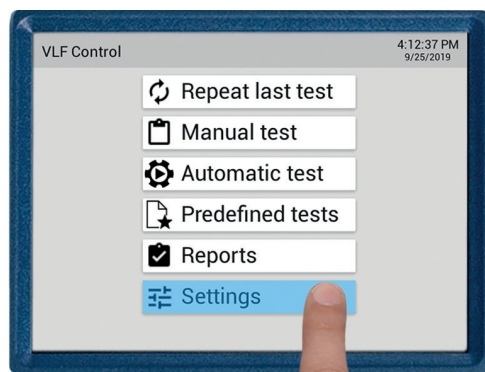 VLF Control
4:12:37 PM
9/25/2019
Repeat last test
Manual test
Automatic test
Predefined tests
Reports
Settings